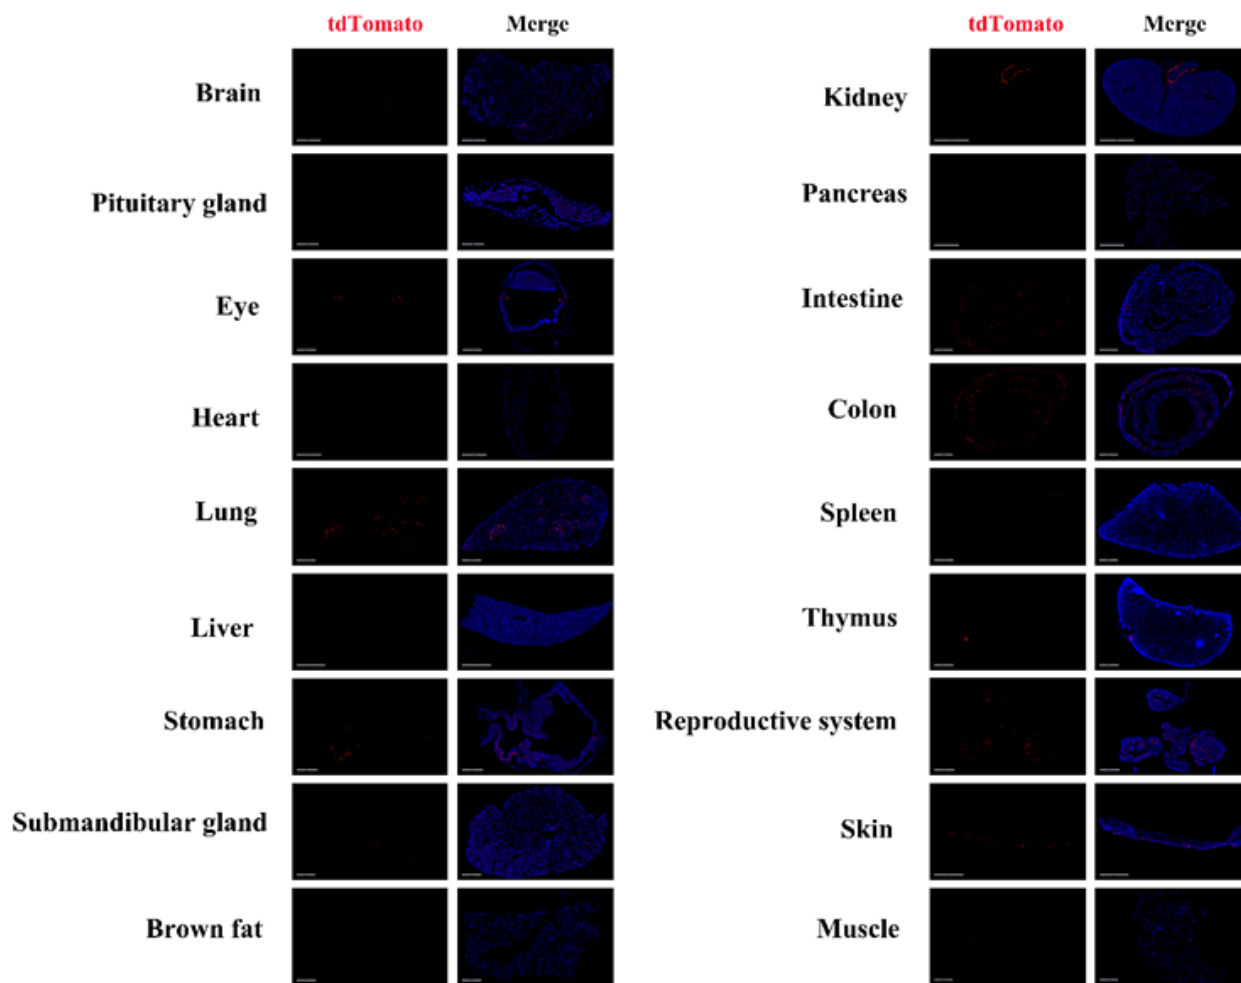 tdTomato Merge tdTomato Merge
Brain Kidney
Pituitary gland Pancreas
Eye Intestine
Heart Colon
Lung Spleen
Liver Thymus
Stomach Reproductive system
Submandibular gland Skin
Brown fat Muscle